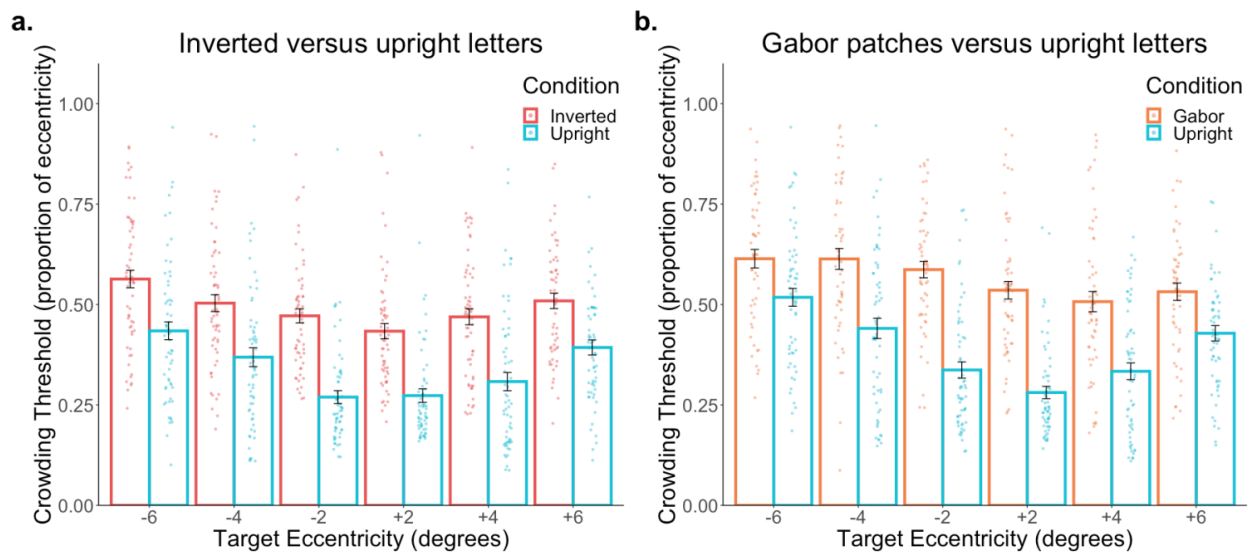 a.
Inverted versus upright letters
Crowding Threshold (proportion of eccentricity)
1.00
0.75
0.50
0.25
0.00
Condition
Inverted
Upright
-6 -4 -2 +2 +4 +6
Target Eccentricity (degrees)
b.
Gabor patches versus upright letters
Crowding Threshold (proportion of eccentricity)
1.00
0.75
0.50
0.25
0.00
Condition
Gabor
Upright
-6 -4 -2 +2 +4 +6
Target Eccentricity (degrees)